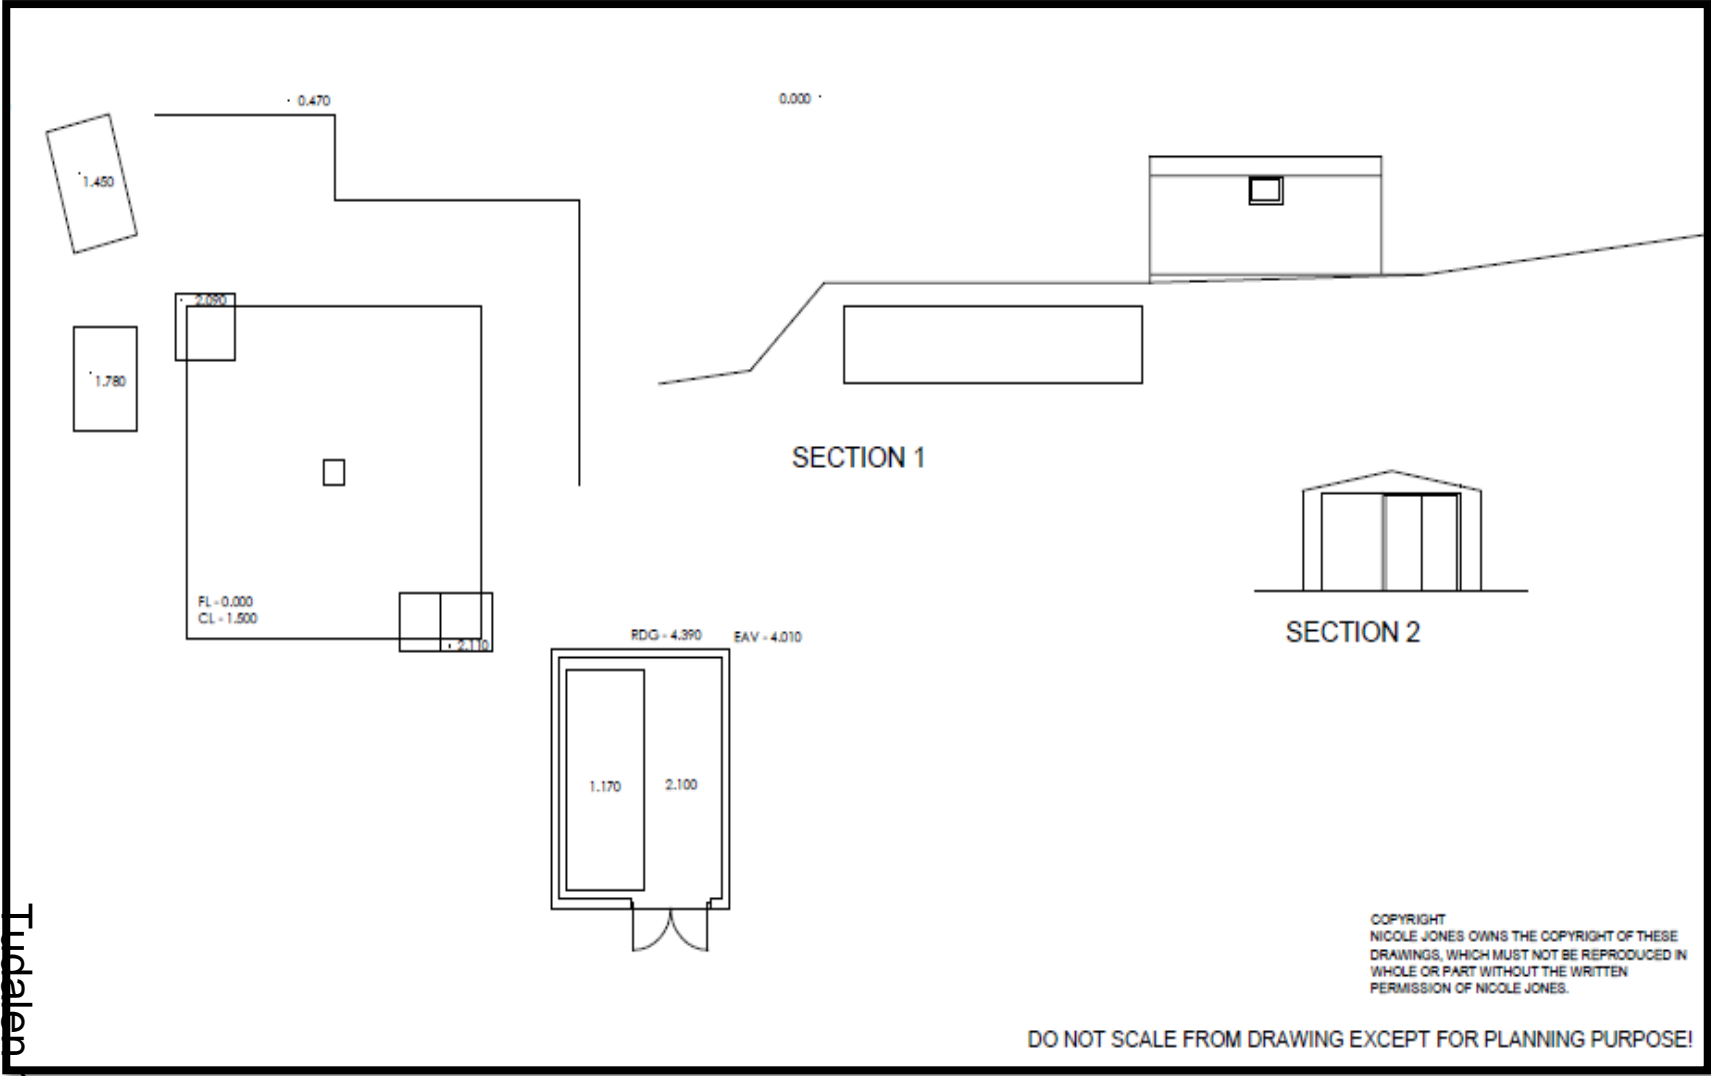 0.470
0.000
1.450
2.090
1.780
SECTION 1
FL - 0.000
CL - 1.500
2.110
RDG - 4.390
EAV - 4.010
SECTION 2
1.170
2.100
COPYRIGHT
NICOLE JONES OWNS THE COPYRIGHT OF THESE
DRAWINGS, WHICH MUST NOT BE REPRODUCED IN
WHOLE OR PART WITHOUT THE WRITTEN
PERMISSION OF NICOLE JONES.
DO NOT SCALE FROM DRAWING EXCEPT FOR PLANNING PURPOSE!
Tudalen